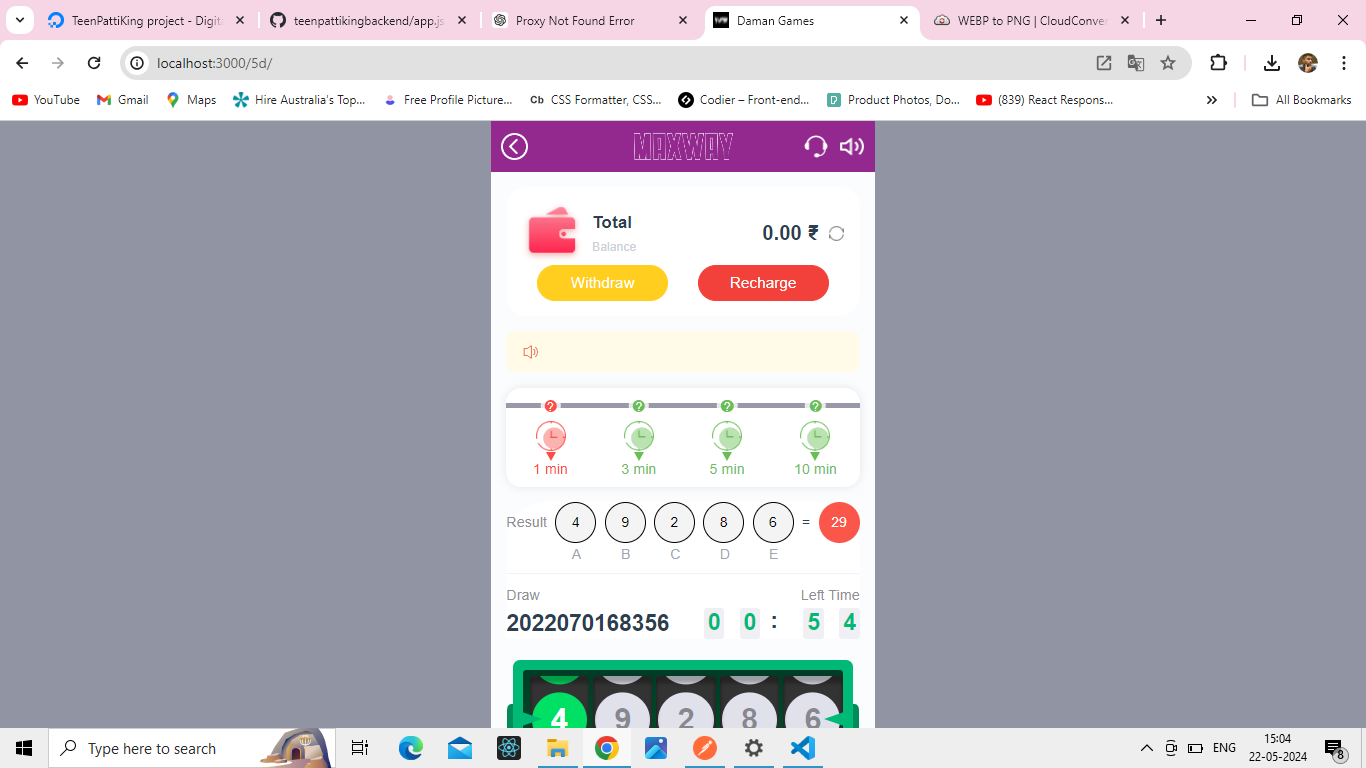 TeenPattiKing project - Digit
teenpattikingbackend/app.js
Proxy Not Found Error
Daman Games
WEBP to PNG | CloudConver
localhost:3000/5d/
YouTube
Gmail
Maps
Hire Australia's Top...
Free Profile Picture...
Cb CSS Formatter, CSS...
Codier – Front-end...
Product Photos, Do...
(839) React Respons...
»
All Bookmarks
MAXWAY
Total
Balance
0.00 ₹
Withdraw
Recharge
? ? ? ?
1 min 3 min 5 min 10 min
Result 4 9 2 8 6 = 29
A B C D E
Draw Left Time
2022070168356 0 0 : 5 4
4 9 2 8 6
Type here to search
ENG
15:04
22-05-2024
8